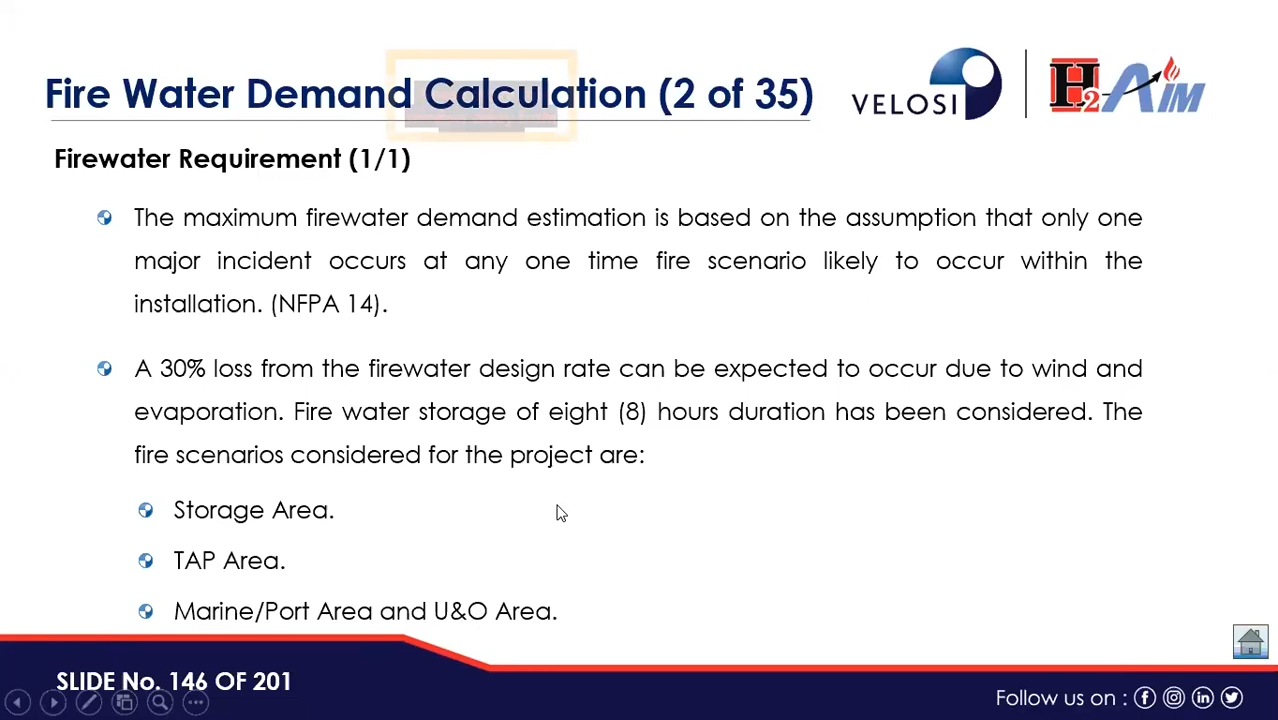 Fire Water Demand Calculation (2 of 35)
VELOSI
H2-AIM
Firewater Requirement (1/1)
The maximum firewater demand estimation is based on the assumption that only one
major incident occurs at any one time fire scenario likely to occur within the
installation. (NFPA 14).
A 30% loss from the firewater design rate can be expected to occur due to wind and
evaporation. Fire water storage of eight (8) hours duration has been considered. The
fire scenarios considered for the project are:
Storage Area.
TAP Area.
Marine/Port Area and U&O Area.
SLIDE No. 146 OF 201
Follow us on :